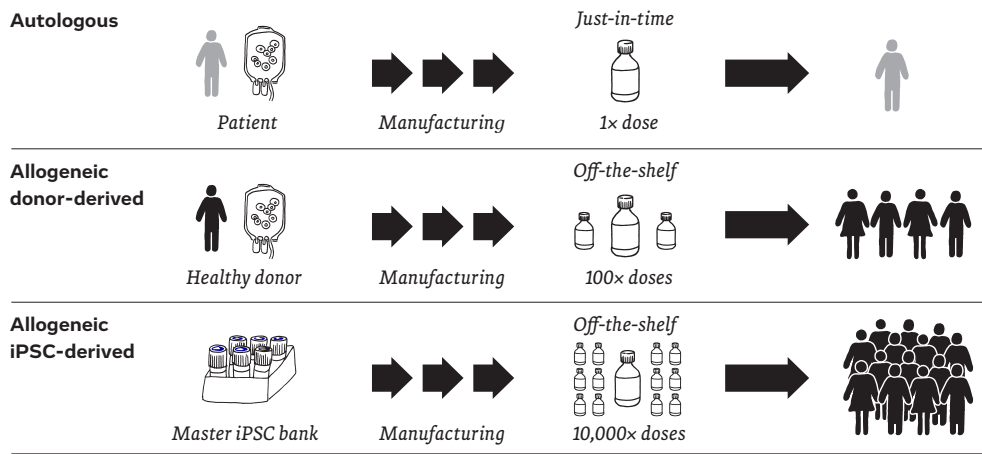 Autologous
Just-in-time
Patient
Manufacturing
1× dose
Allogeneic
donor-derived
Off-the-shelf
Healthy donor
Manufacturing
100× doses
Allogeneic
iPSC-derived
Off-the-shelf
Master iPSC bank
Manufacturing
10,000× doses